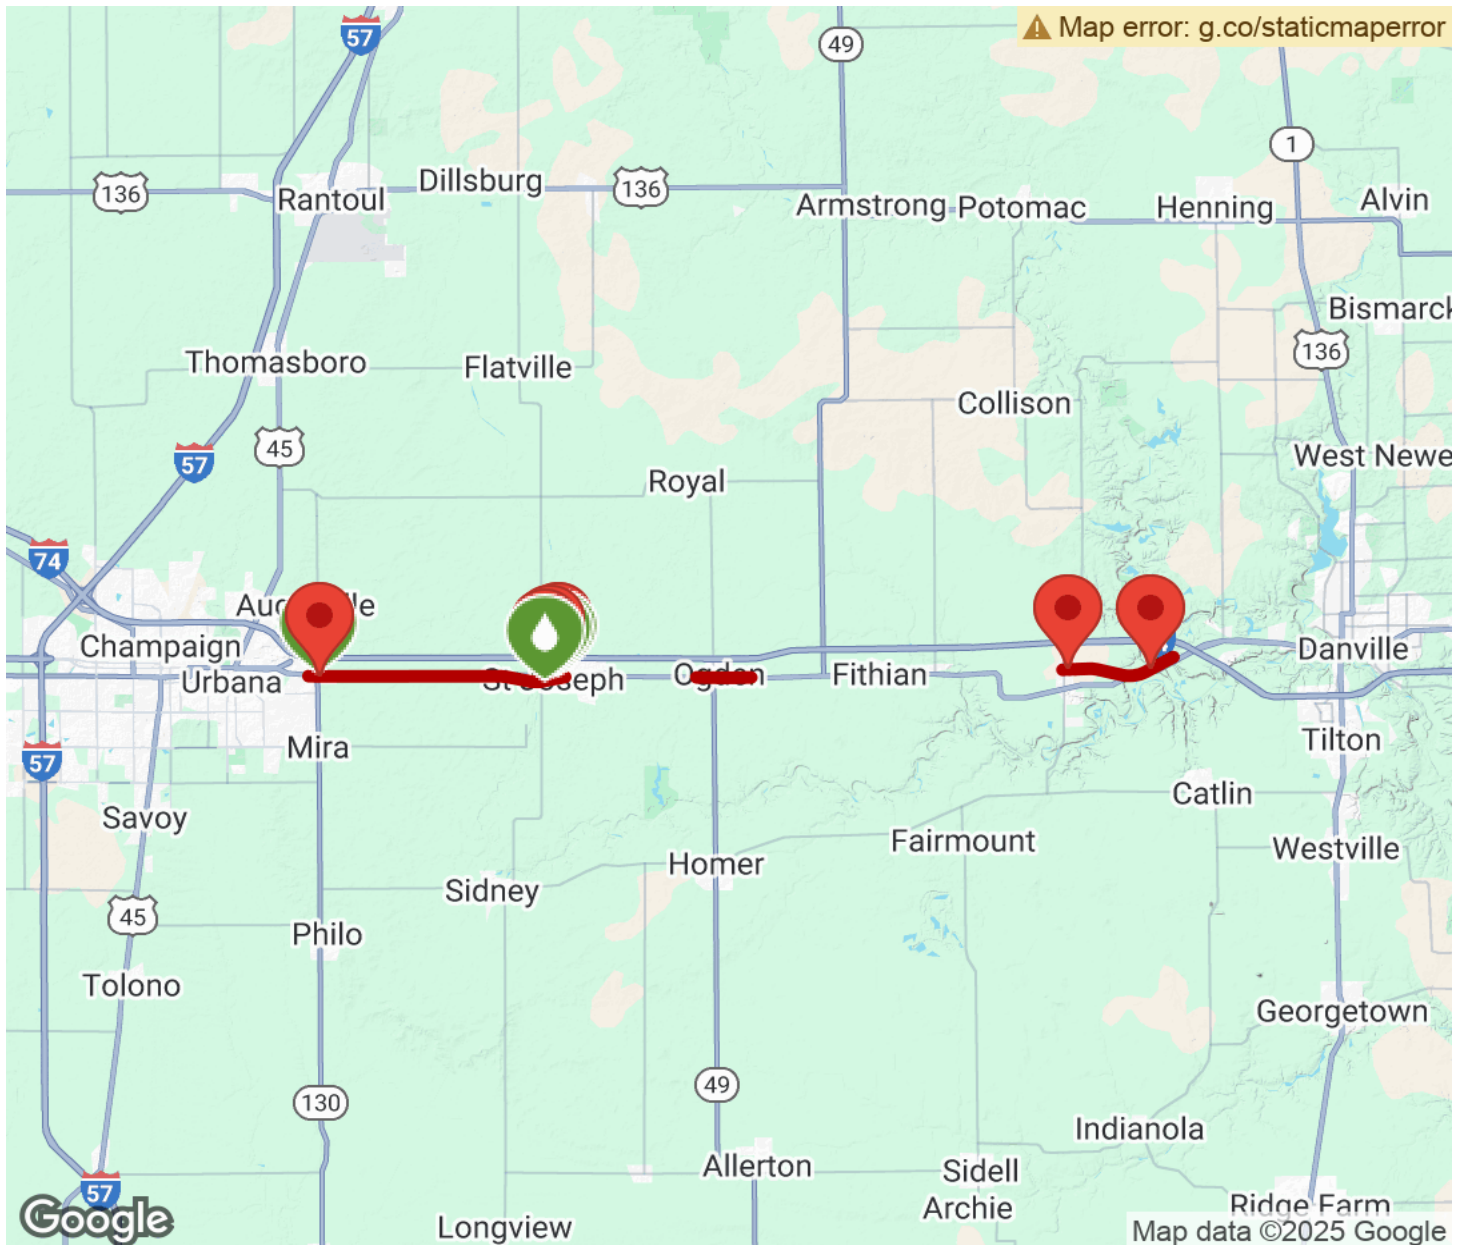 Map error: g.co/staticmaperror
57
49
1
136
Rantoul
Dillsburg
136
Armstrong
Potomac
Henning
Alvin
Bismarck
Thomasboro
Flatville
136
Collison
45
57
West Newe
Royal
74
Champaign
Urbana
St Joseph
Ogden
Fithian
Danville
Mira
57
Tilton
Savoy
Catlin
Fairmount
Westville
Homer
Sidney
45
Philo
Tolono
Georgetown
130
49
Indianola
Allerton
Sidell
57
Archie
Ridge Farm
Longview
Google
Map data ©2025 Google